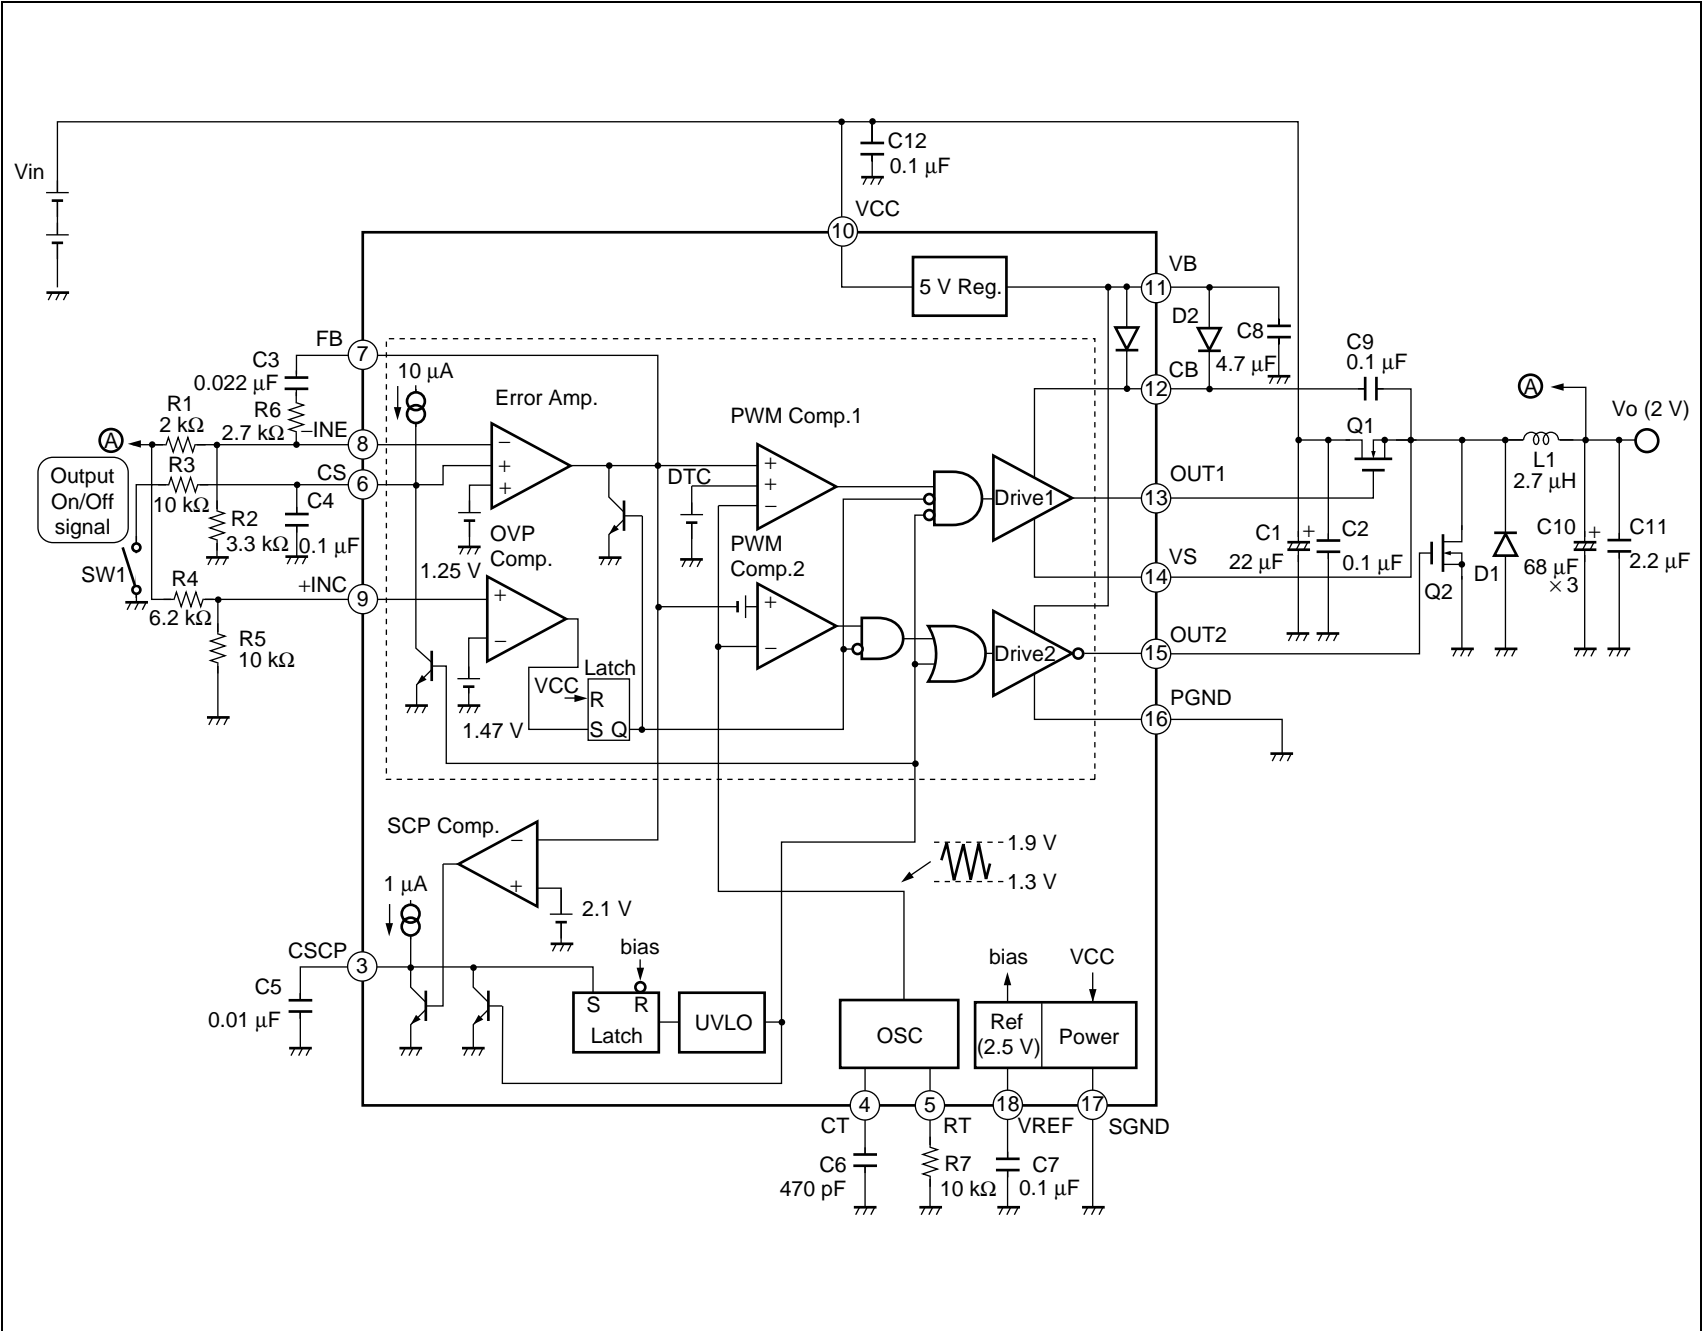 C12
0.1 µF
Vin
VCC
10
VB
5 V Reg.
11
D2
C8
4.7 µF
FB
7
C3
0.022 µF
10 µA
CB
12
C9
0.1 µF
R1
2 kΩ
R6
2.7 kΩ
–INE
8
Error Amp.
PWM Comp.1
A
Vo (2 V)
Q1
L1
2.7 µH
A
Output
On/Off
signal
R3
10 kΩ
CS
6
C4
0.1 µF
R2
3.3 kΩ
SW1
–
+
+
DTC
+
+
–
Drive1
OUT1
13
C1
+
22 µF
C2
0.1 µF
C10
+
68 µF
×3
C11
2.2 µF
D1
Q2
1.25 V
OVP
Comp.
PWM
Comp.2
VS
14
R4
6.2 kΩ
+INC
9
R5
10 kΩ
+
–
+
–
Drive2
OUT2
15
Latch
VCC
R
S Q
1.47 V
PGND
16
SCP Comp.
–
+
2.1 V
1.9 V
1.3 V
1 µA
CSCP
3
C5
0.01 µF
bias
S R
Latch
UVLO
OSC
bias
VCC
Ref
(2.5 V)
Power
4
5
18
17
CT
RT
VREF
SGND
C6
470 pF
R7
10 kΩ
C7
0.1 µF